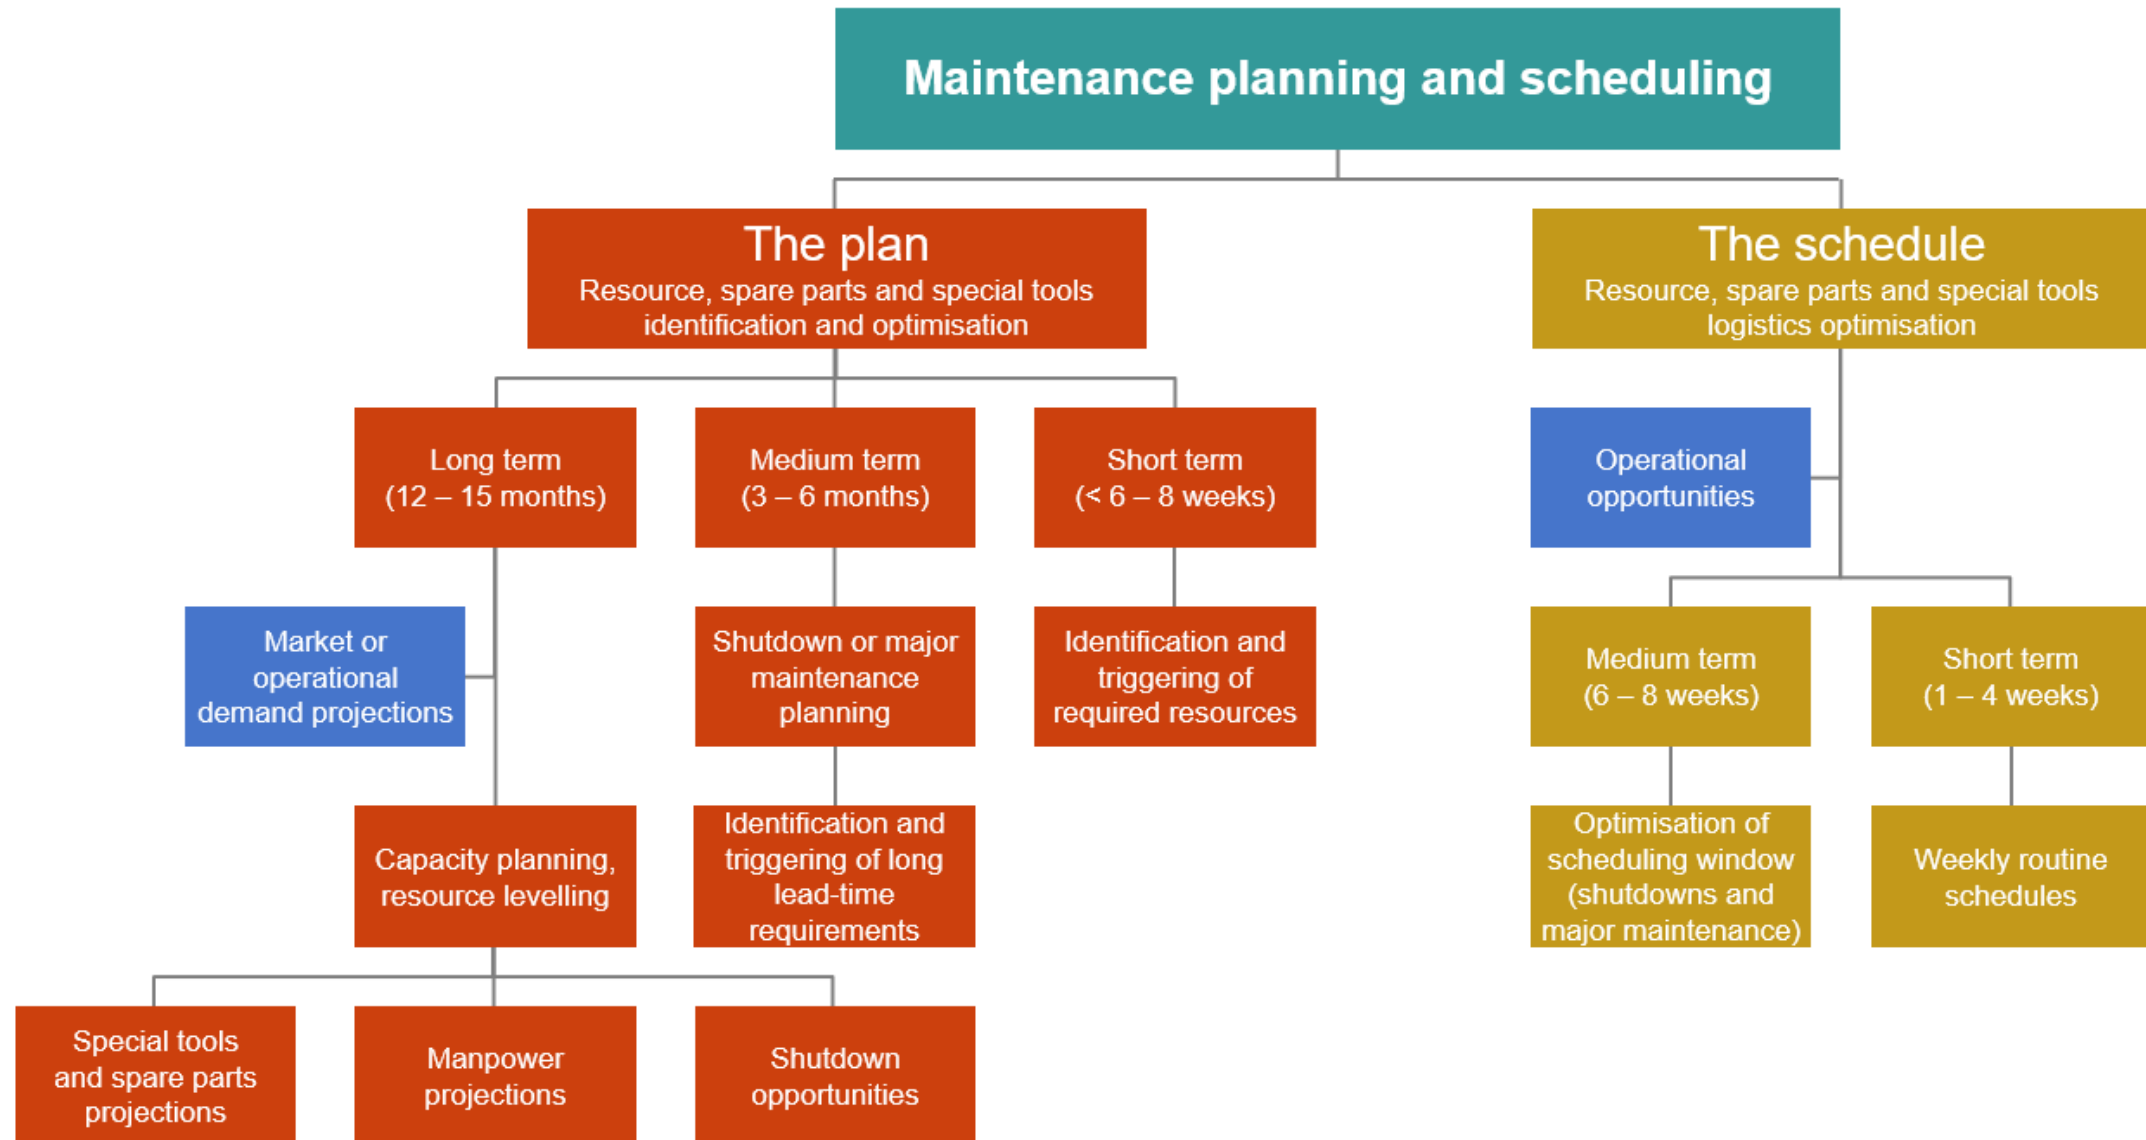 Maintenance planning and scheduling
The plan
Resource, spare parts and special tools
identification and optimisation
The schedule
Resource, spare parts and special tools
logistics optimisation
Long term
(12 – 15 months)
Medium term
(3 – 6 months)
Short term
(< 6 – 8 weeks)
Operational
opportunities
Market or
operational
demand projections
Shutdown or major
maintenance
planning
Identification and
triggering of
required resources
Medium term
(6 – 8 weeks)
Short term
(1 – 4 weeks)
Capacity planning,
resource levelling
Identification and
triggering of long
lead-time
requirements
Optimisation of
scheduling window
(shutdowns and
major maintenance)
Weekly routine
schedules
Special tools
and spare parts
projections
Manpower
projections
Shutdown
opportunities